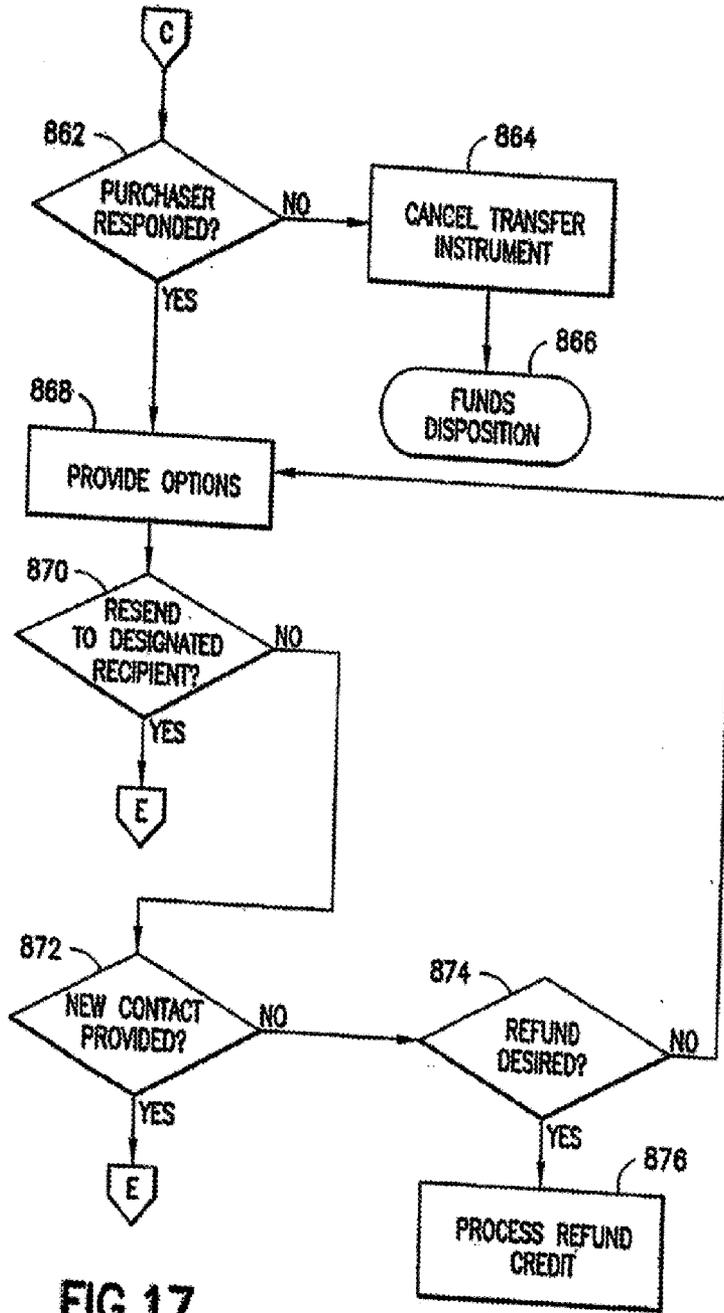 C
862
PURCHASER
RESPONDED?
NO
864
CANCEL TRANSFER
INSTRUMENT
YES
866
FUNDS
DISPOSITION
868
PROVIDE OPTIONS
870
RESEND
TO DESIGNATED
RECIPIENT?
NO
YES
E
872
NEW CONTACT
PROVIDED?
NO
874
REFUND
DESIRED?
NO
YES
E
YES
876
PROCESS REFUND
CREDIT
FIG.17